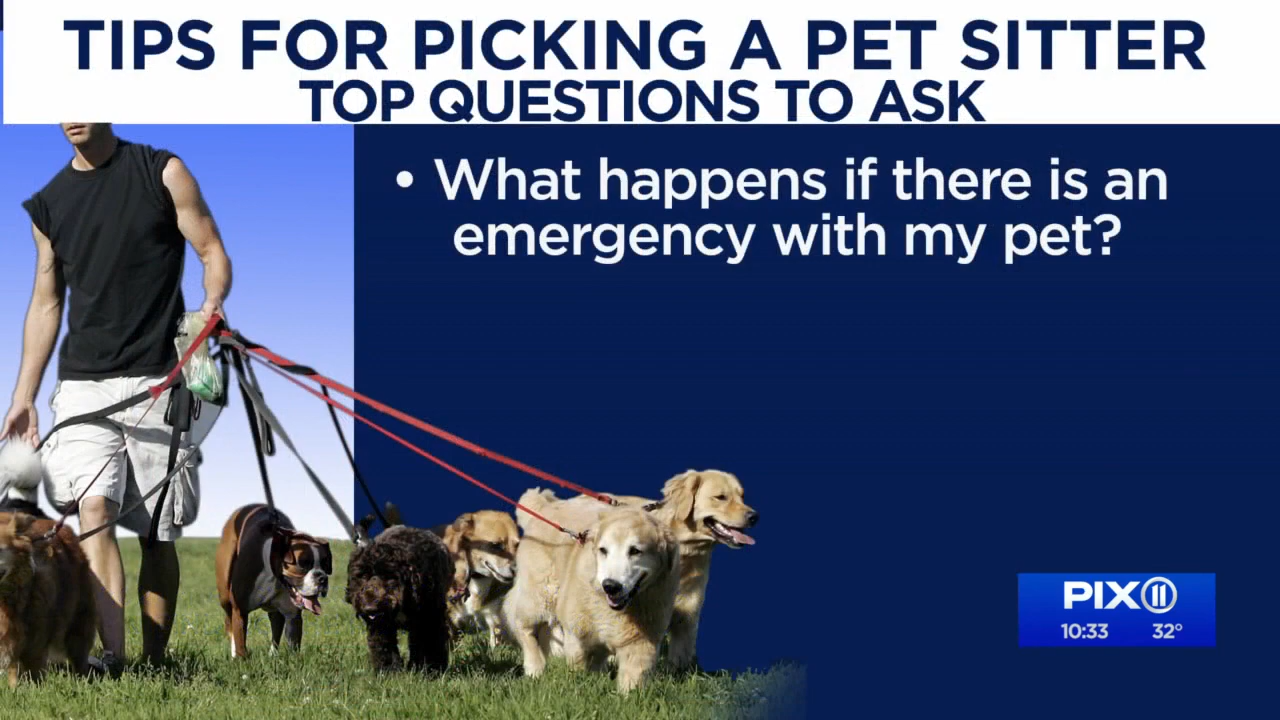 TIPS FOR PICKING A PET SITTER
TOP QUESTIONS TO ASK
• What happens if there is an
emergency with my pet?
PIX11
10:33 32°